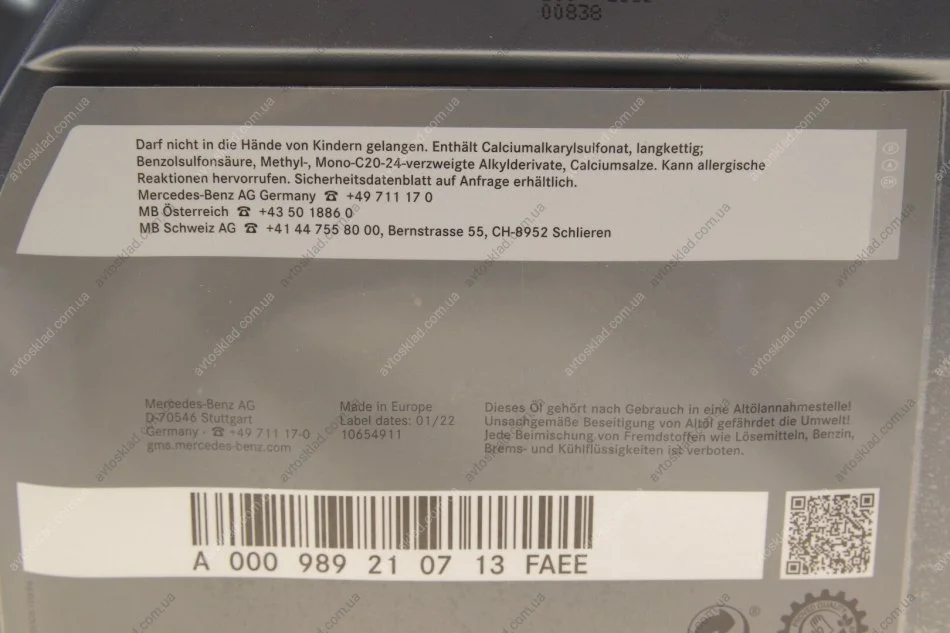 00838
Darf nicht in die Hände von Kindern gelangen. Enthält Calciumalkarylsulfonat, langkettig;
Benzolsulfonsäure, Methyl-, Mono-C20-24-verzweigte Alkylderivate, Calciumsalze. Kann allergische
Reaktionen hervorrufen. Sicherheitsdatenblatt auf Anfrage erhältlich.
Mercedes-Benz AG Germany ☎ +49 711 17 0
MB Österreich ☎ +43 50 1886 0
MB Schweiz AG ☎ +41 44 755 80 00, Bernstrasse 55, CH-8952 Schlieren
D
A
CH
Mercedes-Benz AG
D-70546 Stuttgart
Germany · ☎ +49 711 17-0
gms.mercedes-benz.com
Made in Europe
Label dates: 01/22
10654911
Dieses Öl gehört nach Gebrauch in eine Altölannahmestelle!
Unsachgemäße Beseitigung von Altöl gefährdet die Umwelt!
Jede Beimischung von Fremdstoffen wie Lösemitteln, Benzin,
Brems- und Kühlflüssigkeiten ist verboten.
A 000 989 21 07 13 FAEE
®
avtosklad.com.ua